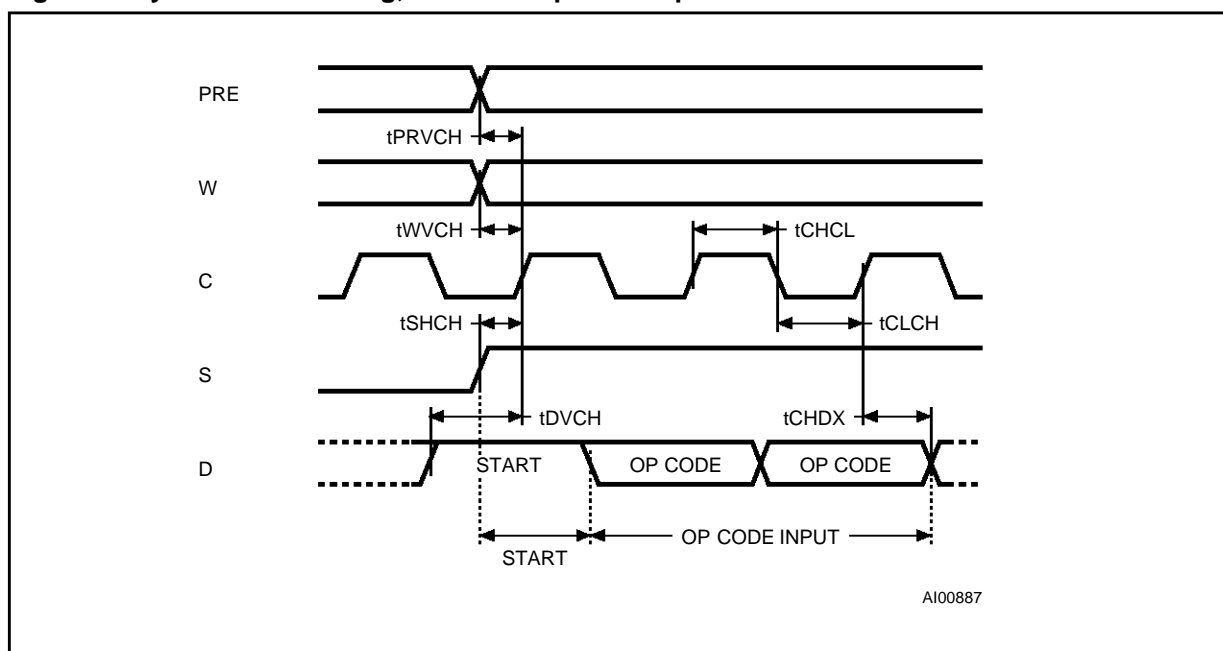 PRE
tPRVCH
W
tWVCH
tCHCL
C
tSHCH
tCLCH
S
tDVCH
tCHDX
D
START
OP CODE
OP CODE
OP CODE INPUT
START
AI00887